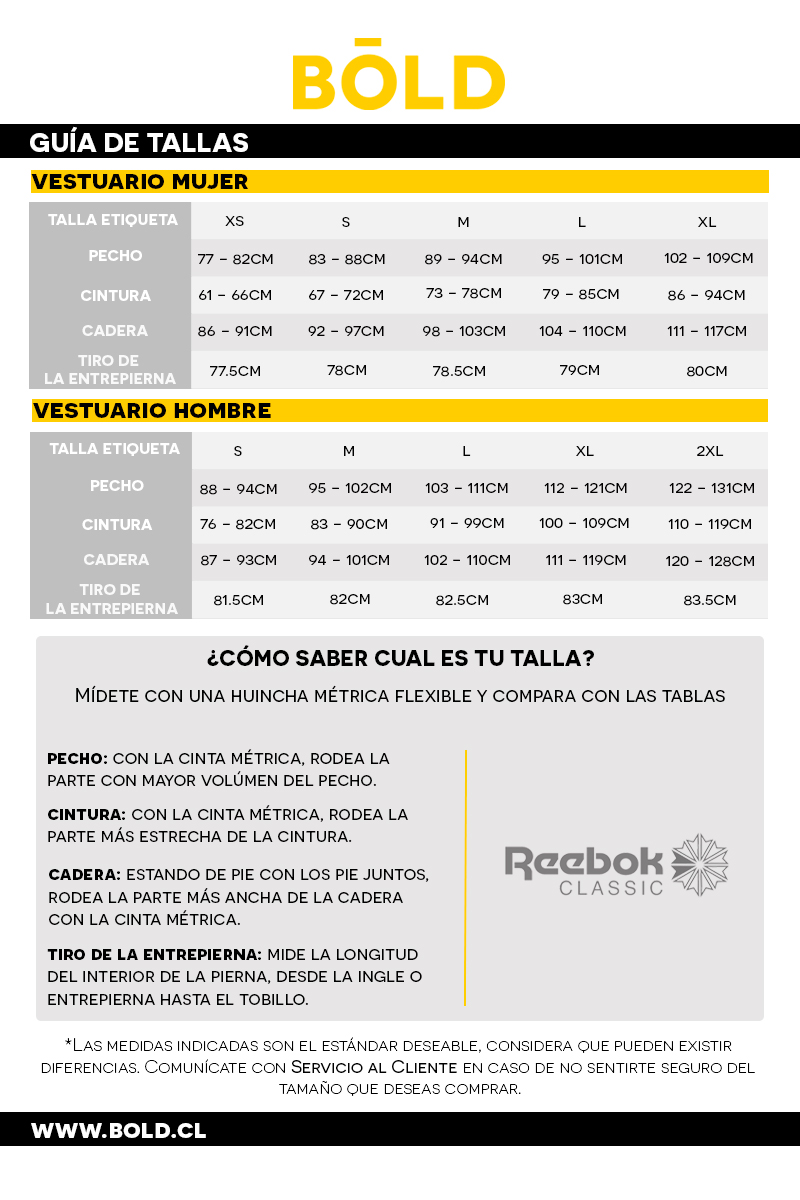 BŌLD
GUÍA DE TALLAS
VESTUARIO MUJER
TALLA ETIQUETA XS S M L XL
PECHO 77 – 82CM 83 – 88CM 89 – 94CM 95 – 101CM 102 – 109CM
CINTURA 61 – 66CM 67 – 72CM 73 – 78CM 79 – 85CM 86 – 94CM
CADERA 86 – 91CM 92 – 97CM 98 – 103CM 104 – 110CM 111 – 117CM
TIRO DE
LA ENTREPIERNA 77.5CM 78CM 78.5CM 79CM 80CM
VESTUARIO HOMBRE
TALLA ETIQUETA S M L XL 2XL
PECHO 88 – 94CM 95 – 102CM 103 – 111CM 112 – 121CM 122 – 131CM
CINTURA 76 – 82CM 83 – 90CM 91 – 99CM 100 – 109CM 110 – 119CM
CADERA 87 – 93CM 94 – 101CM 102 – 110CM 111 – 119CM 120 – 128CM
TIRO DE
LA ENTREPIERNA 81.5CM 82CM 82.5CM 83CM 83.5CM
¿CÓMO SABER CUAL ES TU TALLA?
MÍDETE CON UNA HUINCHA MÉTRICA FLEXIBLE Y COMPARA CON LAS TABLAS
PECHO: CON LA CINTA MÉTRICA, RODEA LA
PARTE CON MAYOR VOLÚMEN DEL PECHO.
CINTURA: CON LA CINTA MÉTRICA, RODEA LA
PARTE MÁS ESTRECHA DE LA CINTURA.
CADERA: ESTANDO DE PIE CON LOS PIE JUNTOS,
RODEA LA PARTE MÁS ANCHA DE LA CADERA
CON LA CINTA MÉTRICA.
TIRO DE LA ENTREPIERNA: MIDE LA LONGITUD
DEL INTERIOR DE LA PIERNA, DESDE LA INGLE O
ENTREPIERNA HASTA EL TOBILLO.
Reebok
CLASSIC
*LAS MEDIDAS INDICADAS SON EL ESTÁNDAR DESEABLE, CONSIDERA QUE PUEDEN EXISTIR
DIFERENCIAS. COMUNÍCATE CON SERVICIO AL CLIENTE EN CASO DE NO SENTIRTE SEGURO DEL
TAMAÑO QUE DESEAS COMPRAR.
WWW.BOLD.CL